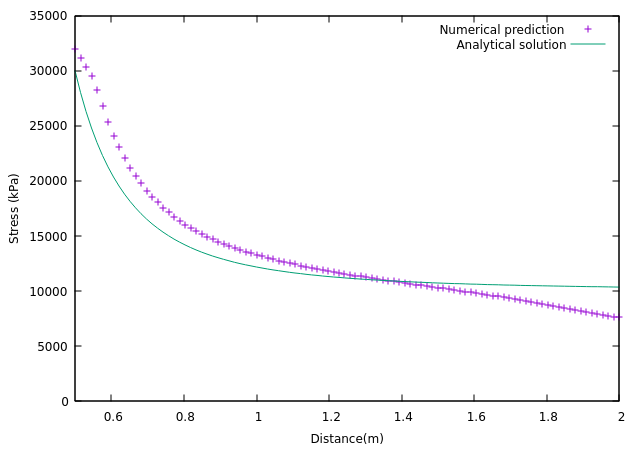 35000
30000
25000
20000
15000
10000
5000
0
Stress (kPa)
Numerical prediction
Analytical solution
0.6 0.8 1 1.2 1.4 1.6 1.8 2
Distance(m)